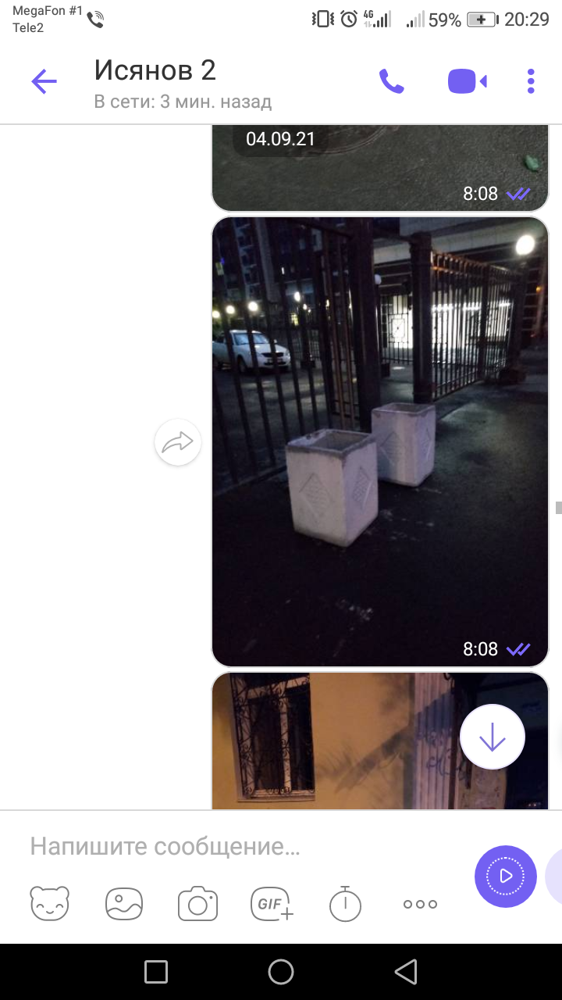 MegaFon #1
Tele2
4G
59%
20:29
Исянов 2
В сети: 3 мин. назад
04.09.21
8:08
8:08
Напишите сообщение...
GIF